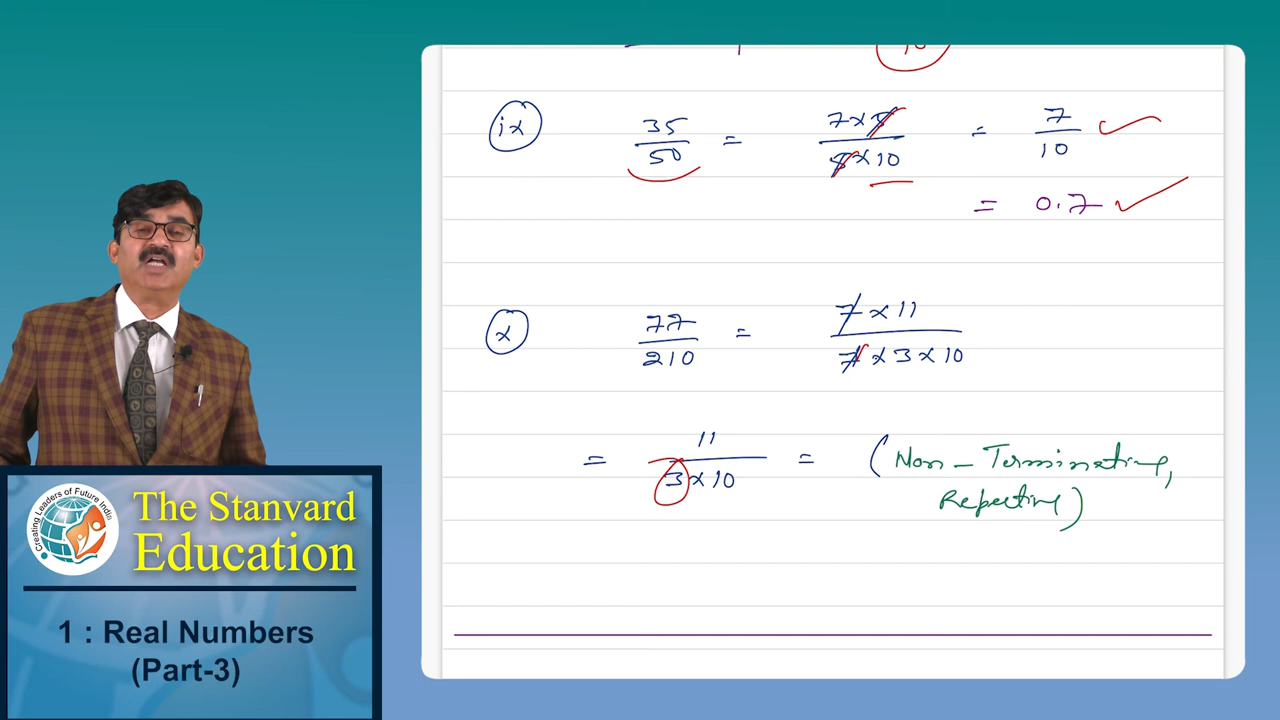 10
ix 35/50 = 7×5/5×10 = 7/10
= 0.7
x 77/210 = 7×11/7×3×10
= 11/3×10 = (Non-Terminating,
Repeating)
Creating Leaders of Future India
The Stanvard
Education
1 : Real Numbers
(Part-3)